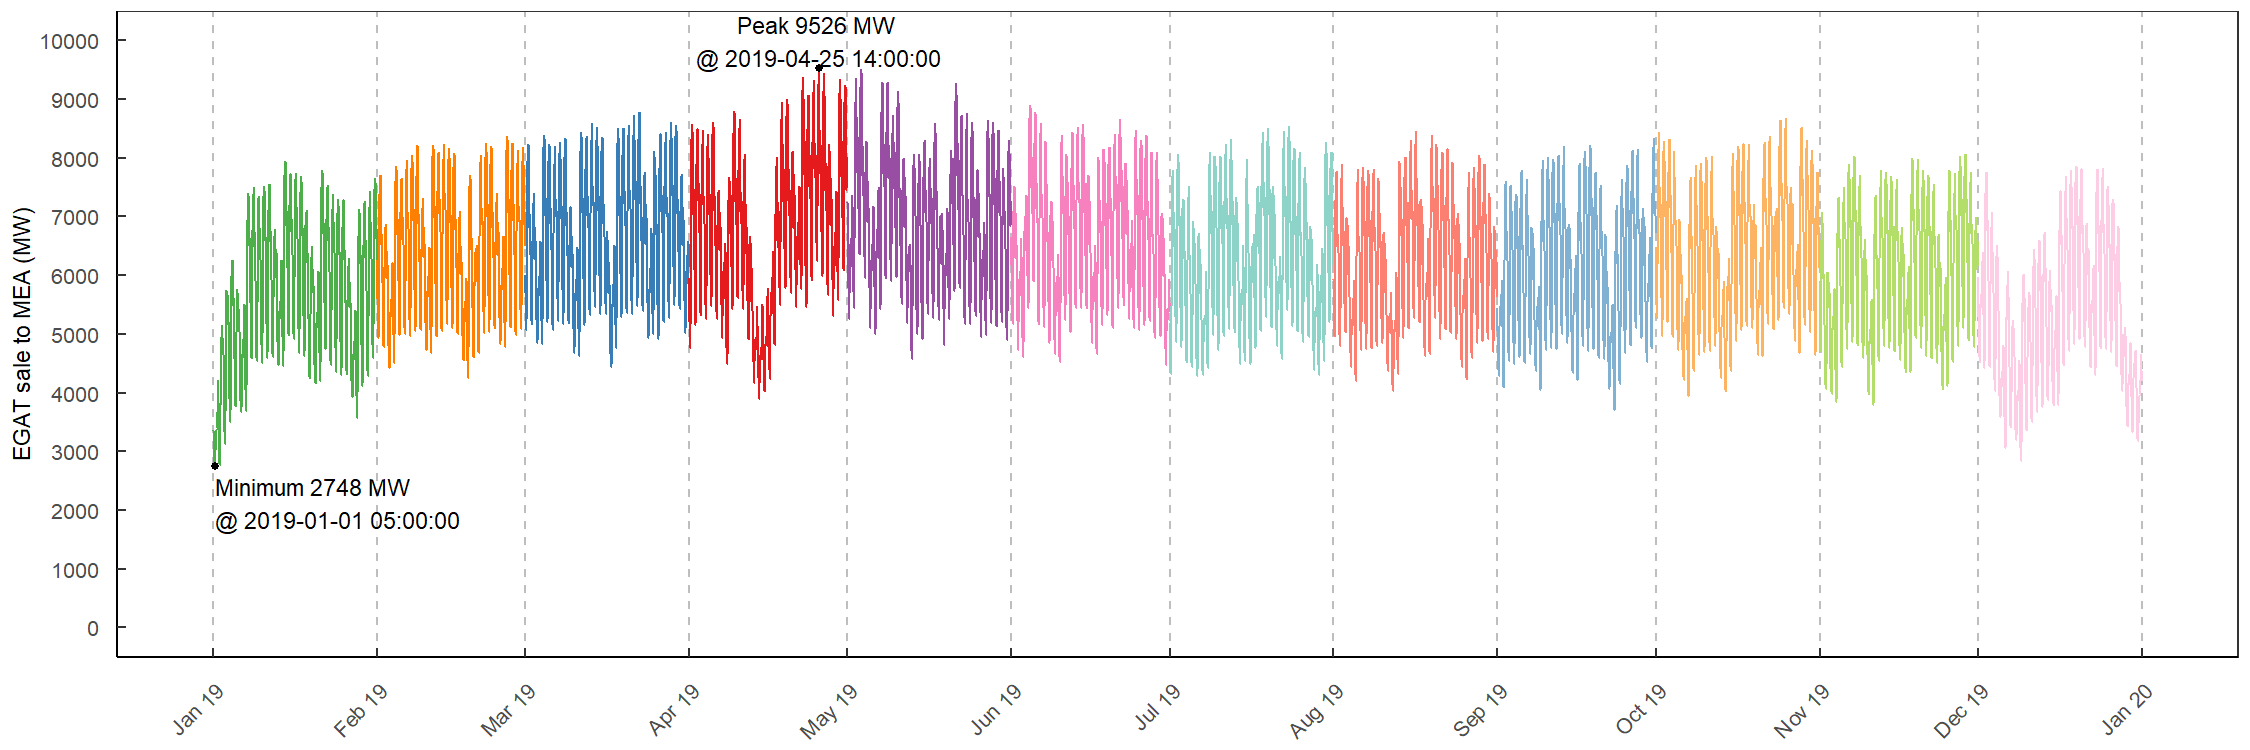 Peak 9526 MW
@ 2019-04-25 14:00:00
10000
9000
8000
7000
6000
5000
4000
3000
2000
1000
0
EGAT sale to MEA (MW)
Minimum 2748 MW
@ 2019-01-01 05:00:00
Jan 19
Feb 19
Mar 19
Apr 19
May 19
Jun 19
Jul 19
Aug 19
Sep 19
Oct 19
Nov 19
Dec 19
Jan 20